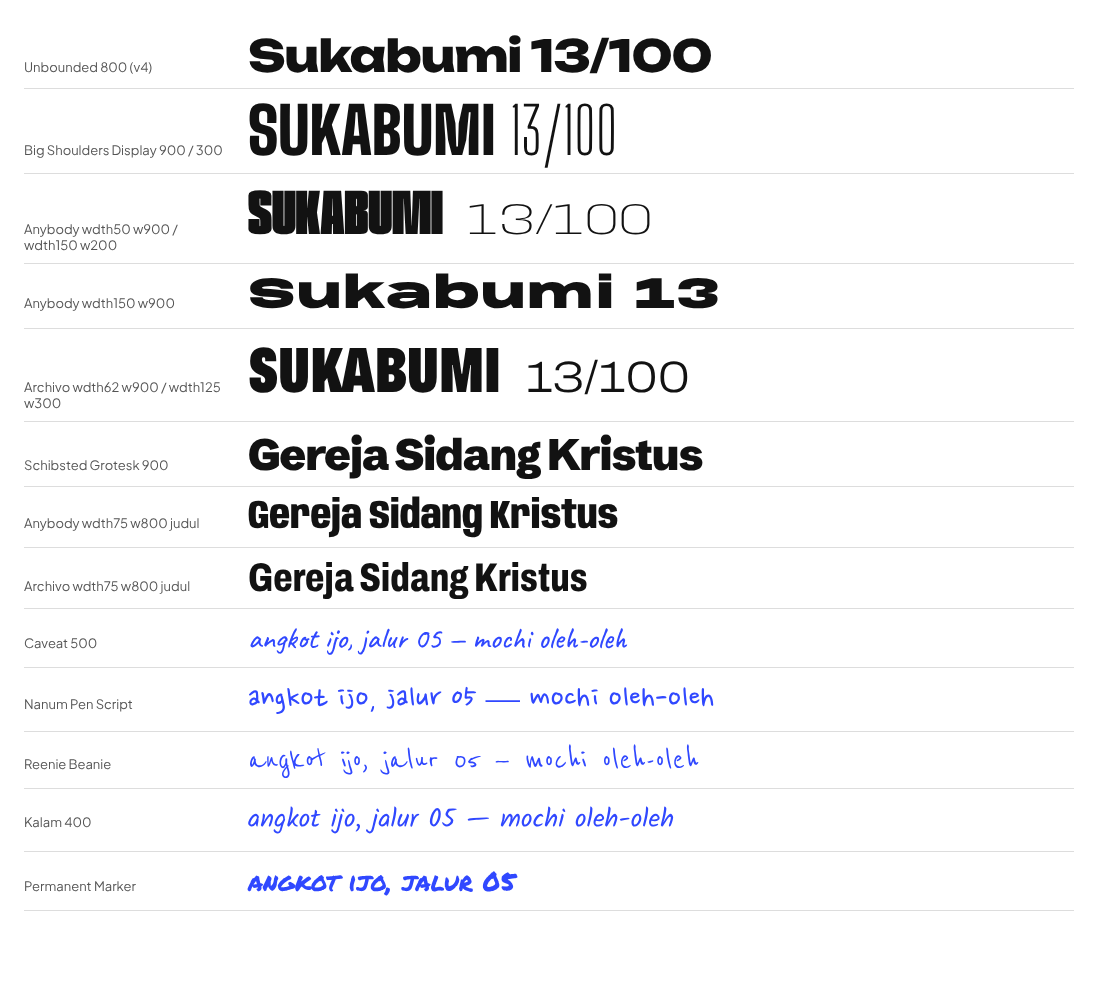 Unbounded 800 (v4) Sukabumi 13/100
Big Shoulders Display 900 / 300 SUKABUMI 13/100
Anybody wdth50 w900 /
wdth150 w200 SUKABUMI 13/100
Anybody wdth150 w900 Sukabumi 13
Archivo wdth62 w900 / wdth125
w300 SUKABUMI 13/100
Schibsted Grotesk 900 Gereja Sidang Kristus
Anybody wdth75 w800 judul Gereja Sidang Kristus
Archivo wdth75 w800 judul Gereja Sidang Kristus
Caveat 500 angkot ijo, jalur 05 — mochi oleh-oleh
Nanum Pen Script angkot ijo, jalur 05 — mochi oleh-oleh
Reenie Beanie angkot ijo, jalur 05 — mochi oleh-oleh
Kalam 400 angkot ijo, jalur 05 — mochi oleh-oleh
Permanent Marker ANGKOT IJO, JALUR 05